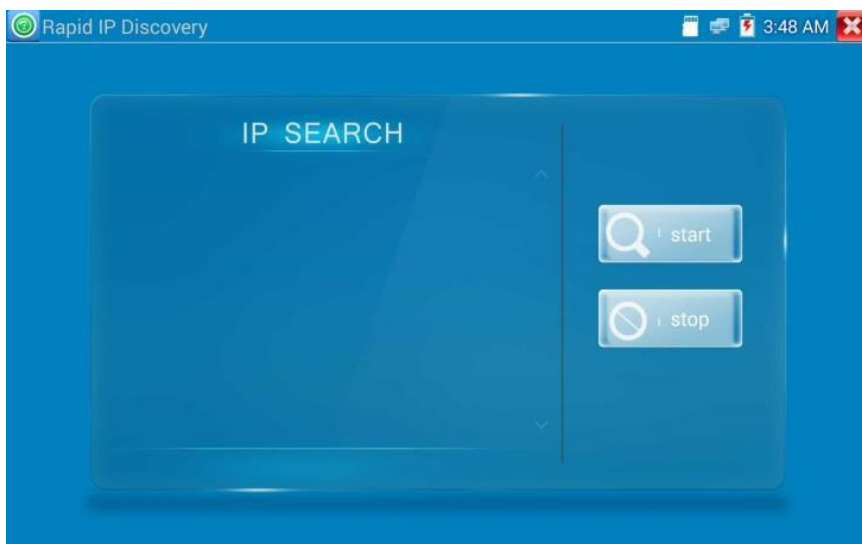 Rapid IP Discovery
3:48 AM
IP SEARCH
start
stop